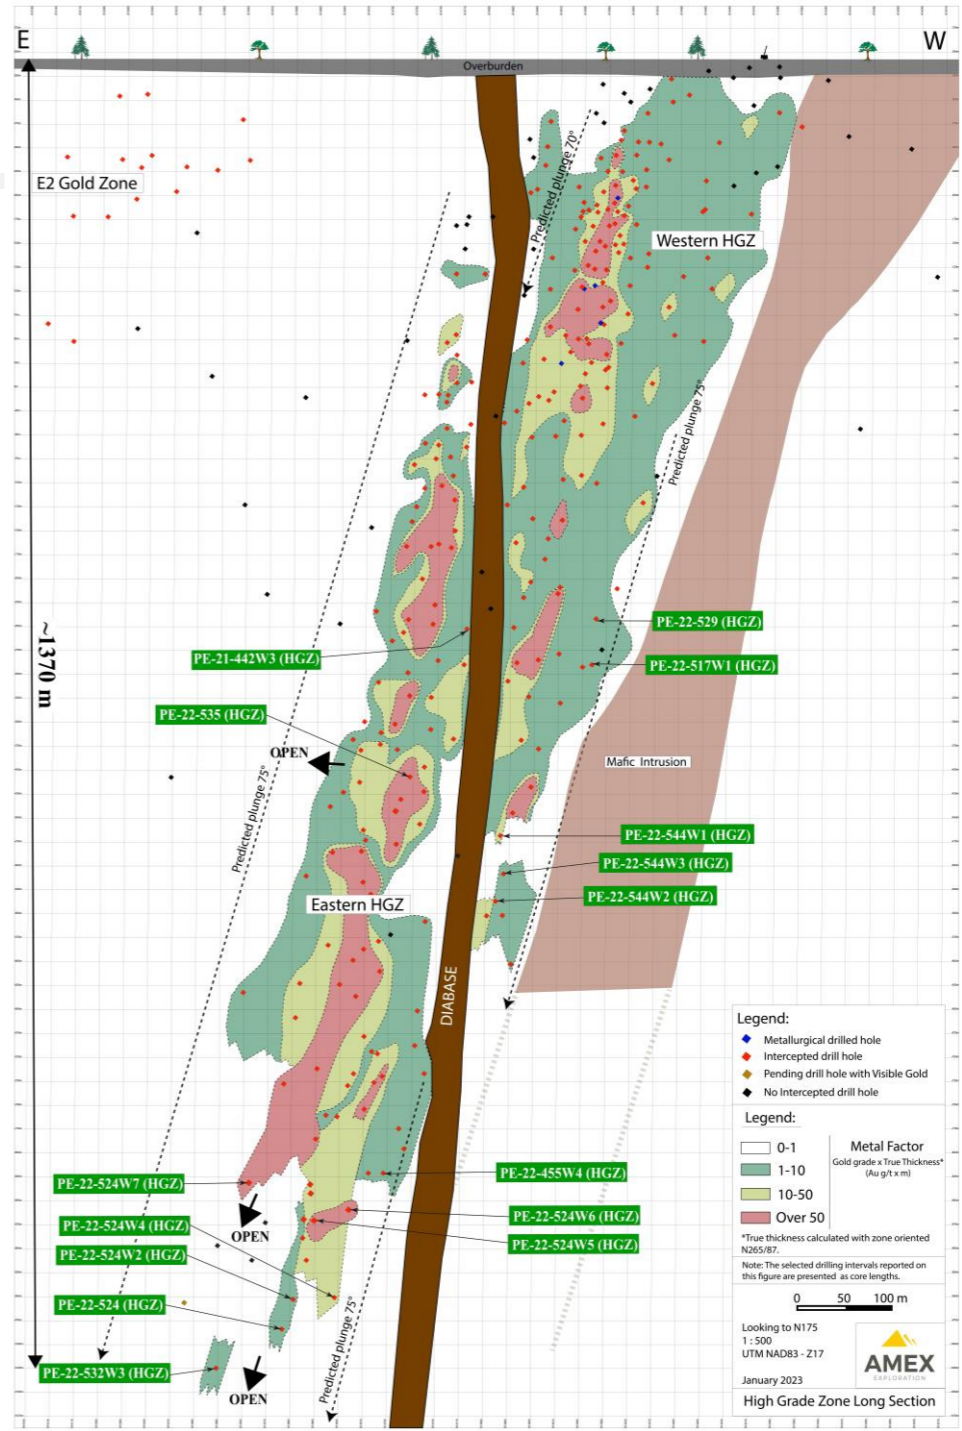 E
W
Overburden
Predicted plunge 70°
E2 Gold Zone
Predicted plunge 75°
Western HGZ
Predicted plunge 75°
~1370 m
PE-22-529 (HGZ)
PE-21-442W3 (HGZ)
PE-22-517W1 (HGZ)
PE-22-535 (HGZ)
OPEN
Mafic Intrusion
PE-22-544W1 (HGZ)
PE-22-544W3 (HGZ)
PE-22-544W2 (HGZ)
Eastern HGZ
DIABASE
PE-22-455W4 (HGZ)
PE-22-524W7 (HGZ)
PE-22-524W6 (HGZ)
PE-22-524W4 (HGZ)
OPEN
PE-22-524W5 (HGZ)
PE-22-524W2 (HGZ)
PE-22-524 (HGZ)
Predicted plunge 75°
PE-22-532W3 (HGZ)
OPEN
Legend:
Metallurgical drilled hole
Intercepted drill hole
Pending drill hole with Visible Gold
No Intercepted drill hole
Legend:
0-1
1-10
10-50
Over 50
Metal Factor
Gold grade x True Thickness*
(Au g/t x m)
*True thickness calculated with zone oriented
N265/87.
Note: The selected drilling intervals reported on
this figure are presented as core lengths.
0 50 100 m
Looking to N175
1 : 500
UTM NAD83 - Z17
January 2023
AMEX
EXPLORATION
High Grade Zone Long Section